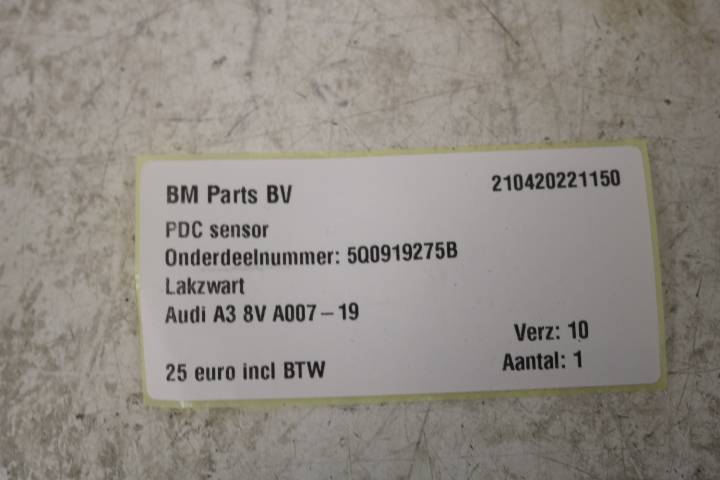 BM Parts BV
210420221150
PDC sensor
Onderdeelnummer: 5Q0919275B
Lakzwart
Audi A3 8V A007-19
Verz: 10
25 euro incl BTW
Aantal: 1